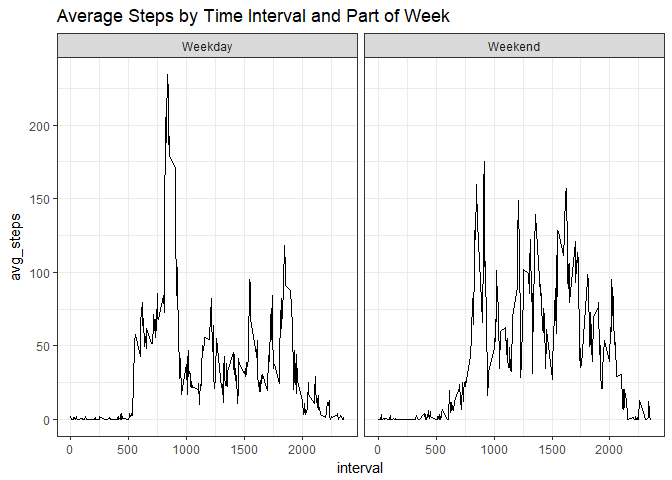 Average Steps by Time Interval and Part of Week
Weekday Weekend
200
150
100
50
0
avg_steps
0 500 1000 1500 2000 0 500 1000 1500 2000
interval